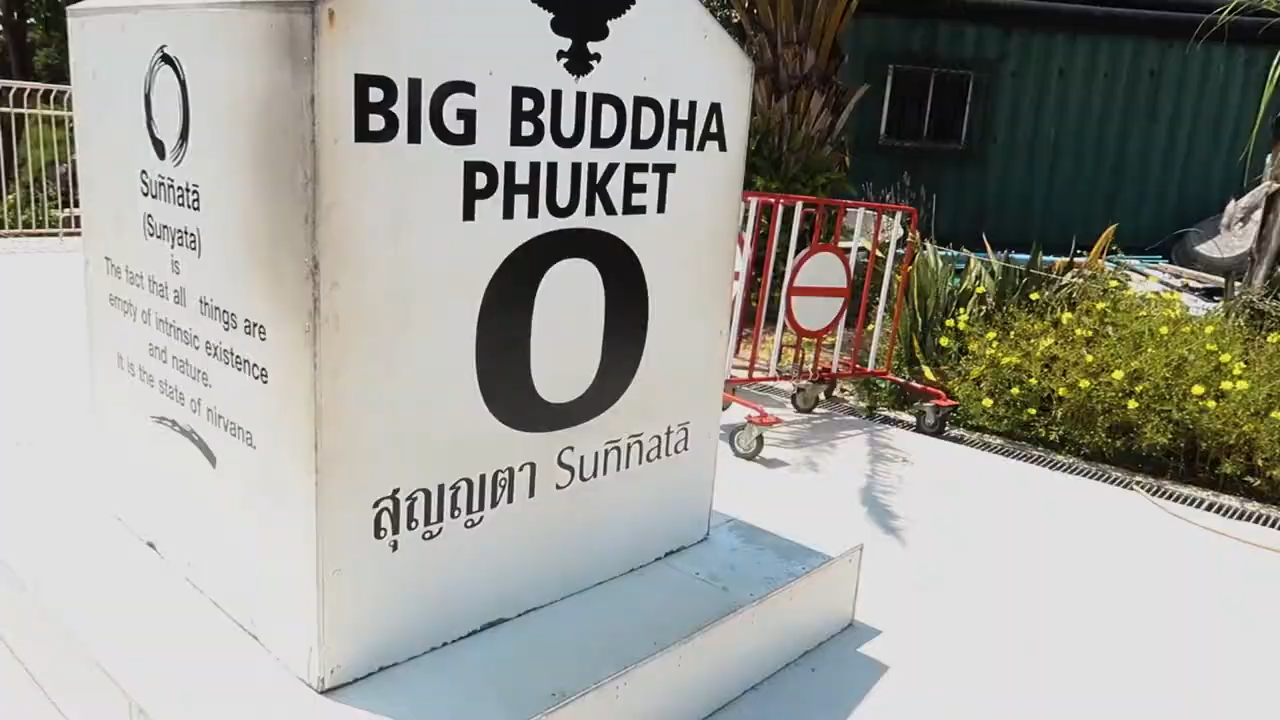 Suññatā
(Sunyata)
is
The fact that all things are
empty of intrinsic existence
and nature.
It is the state of nirvana.
BIG BUDDHA
PHUKET
0
สุญญตา Suññatā